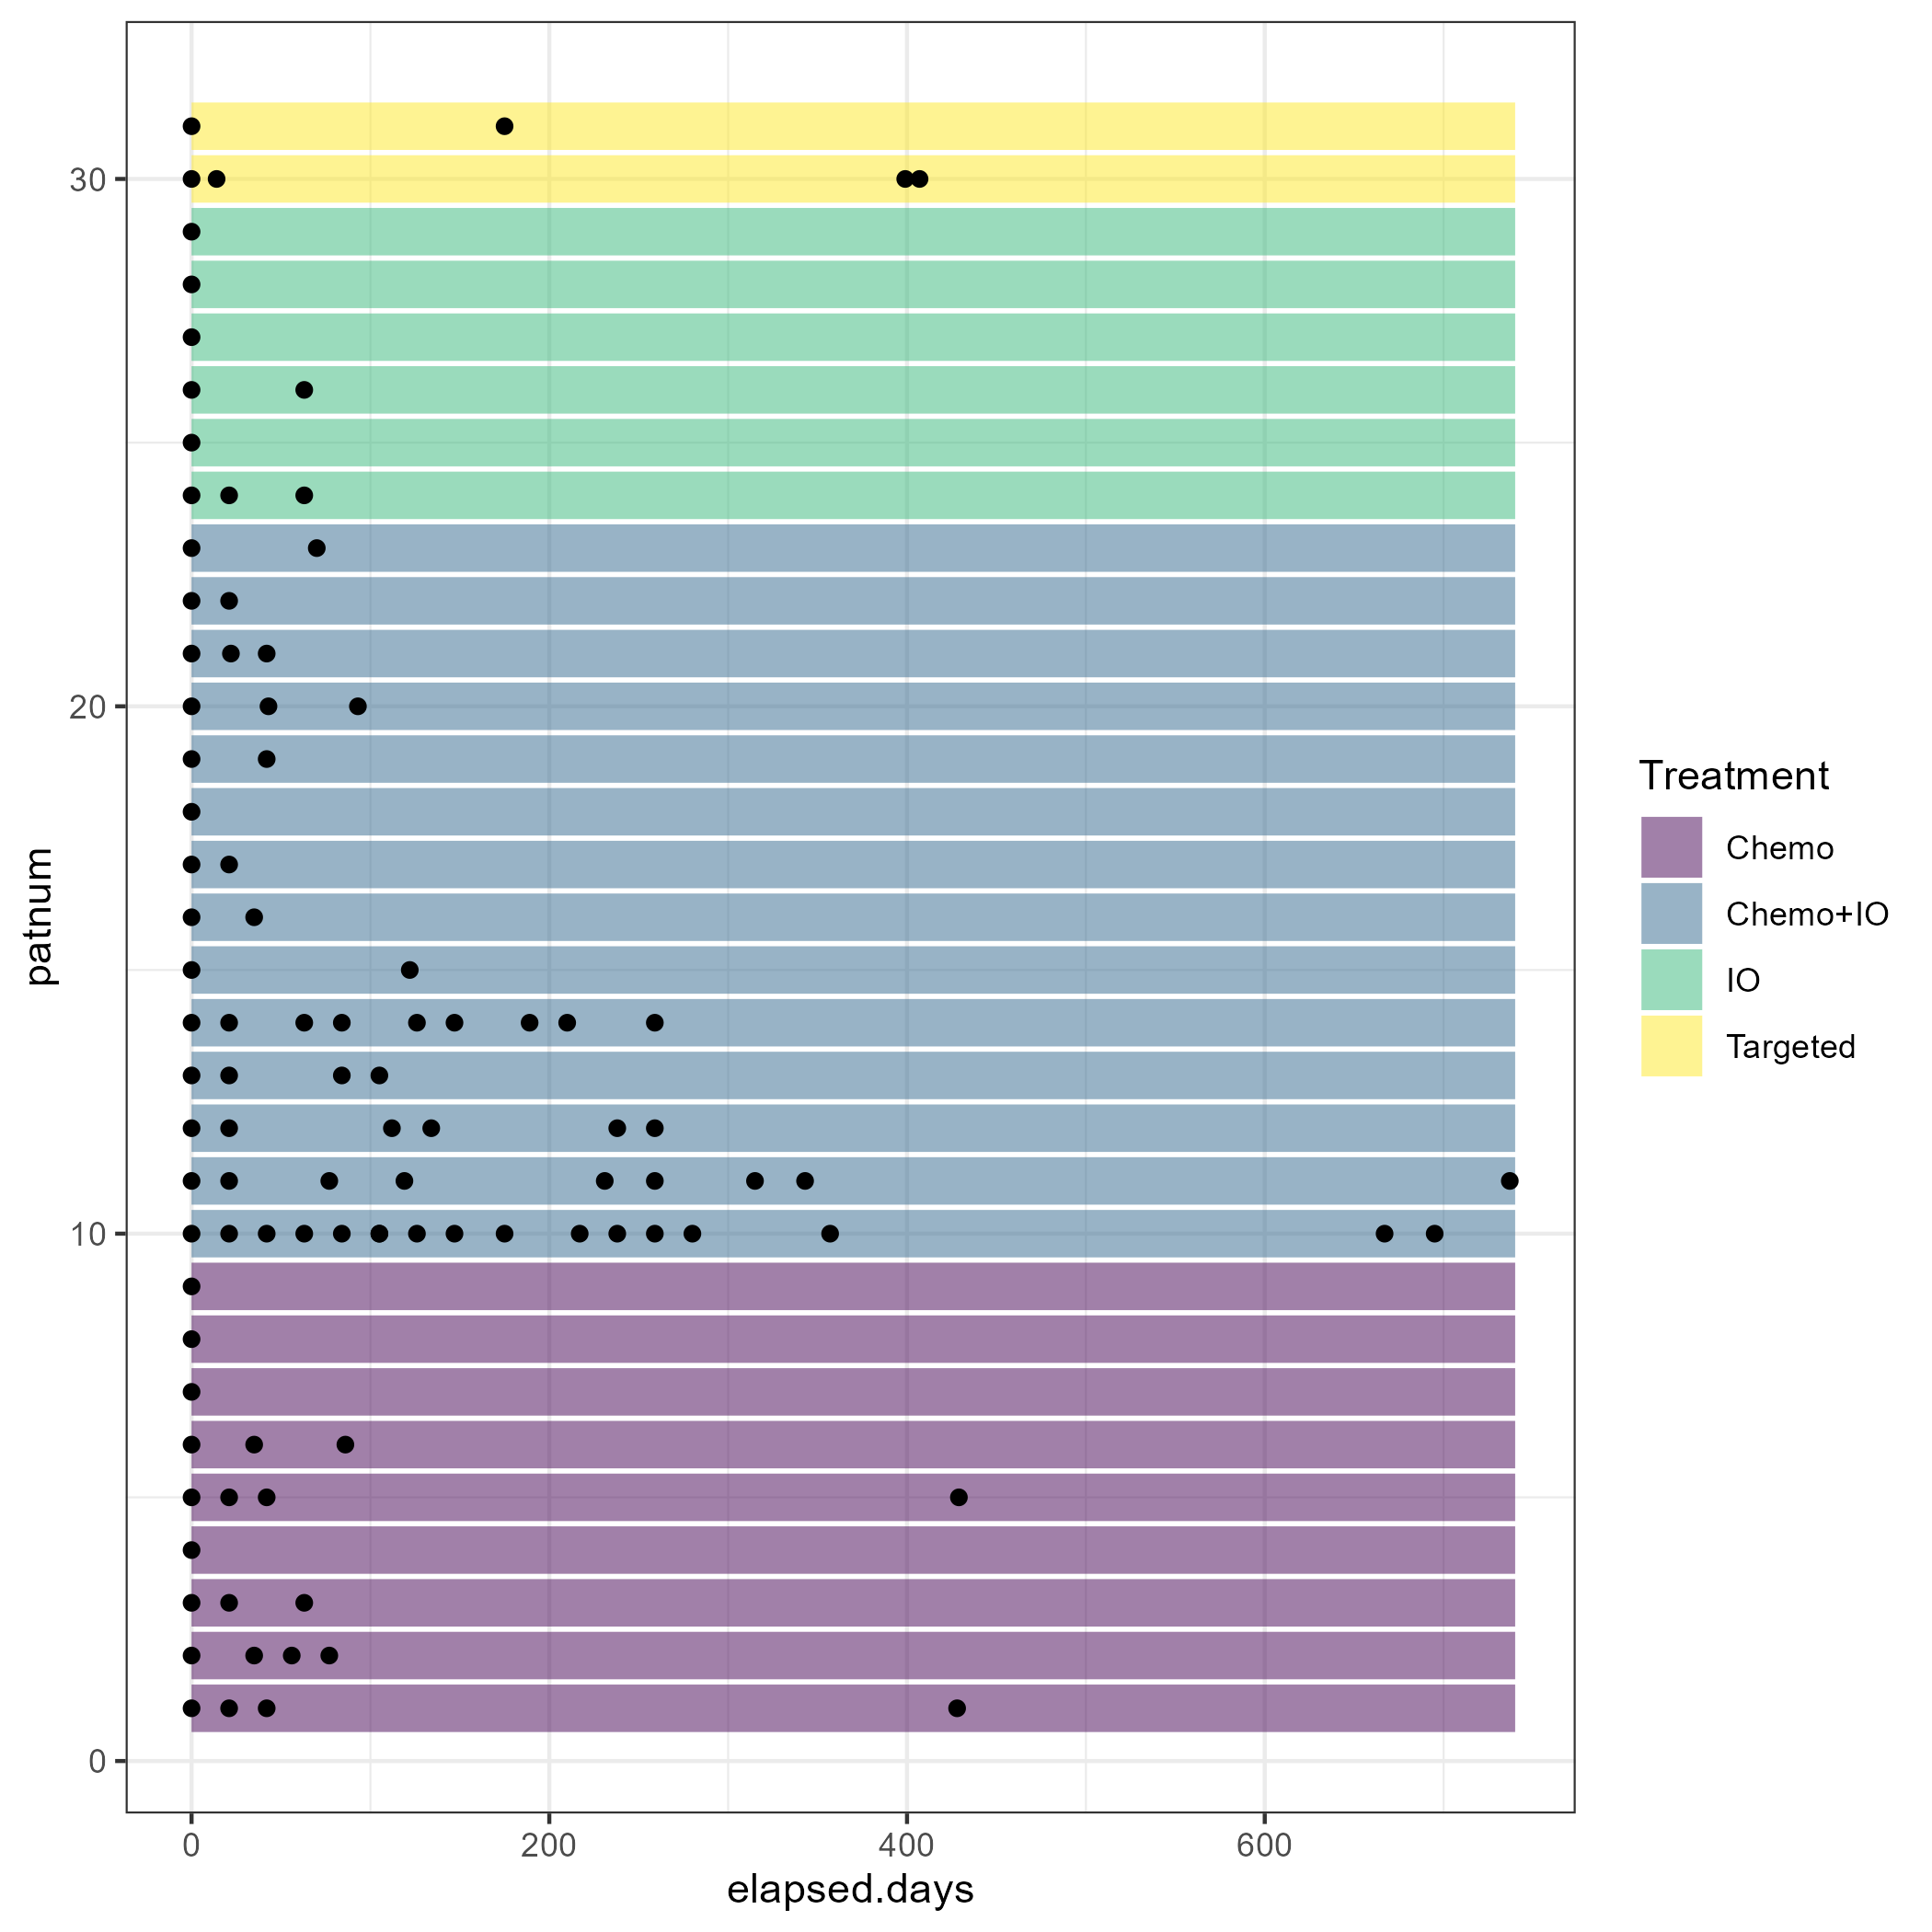 30
20
10
0
patnum
0 200 400 600
elapsed.days
Treatment
Chemo
Chemo+IO
IO
Targeted